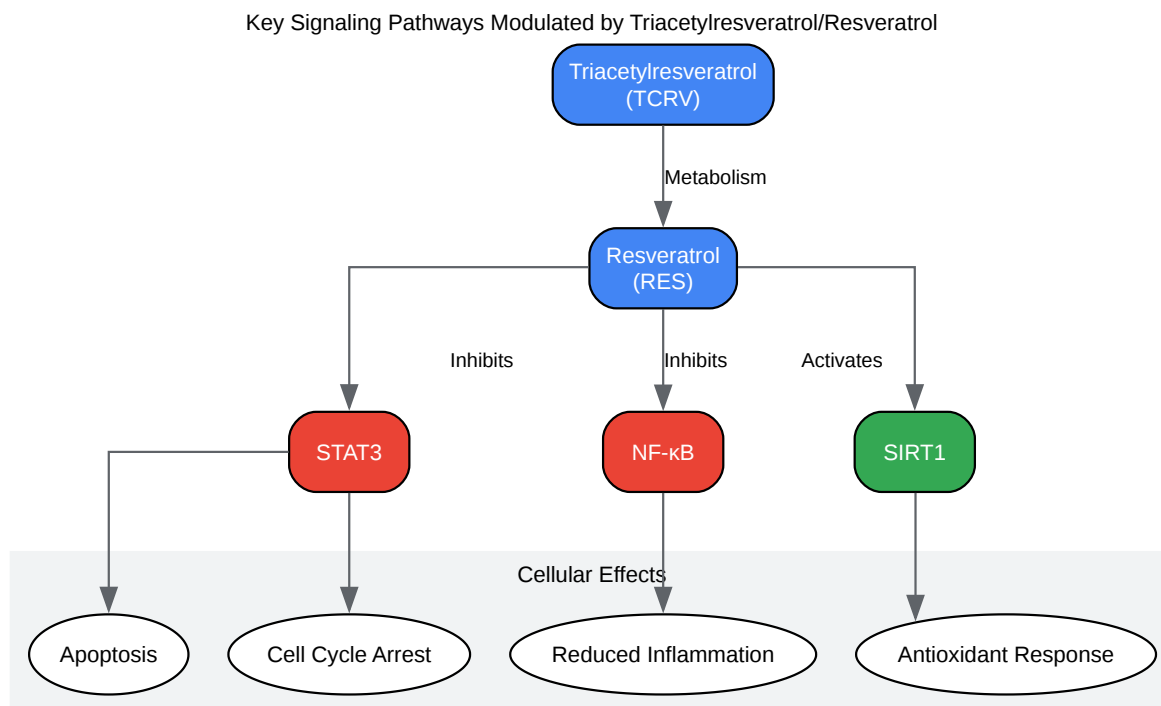 Key Signaling Pathways Modulated by Triacetylresveratrol/Resveratrol
Triacetylresveratrol
(TCRV)
Metabolism
Resveratrol
(RES)
Inhibits
Inhibits
Activates
STAT3
NF-κB
SIRT1
Cellular Effects
Apoptosis
Cell Cycle Arrest
Reduced Inflammation
Antioxidant Response